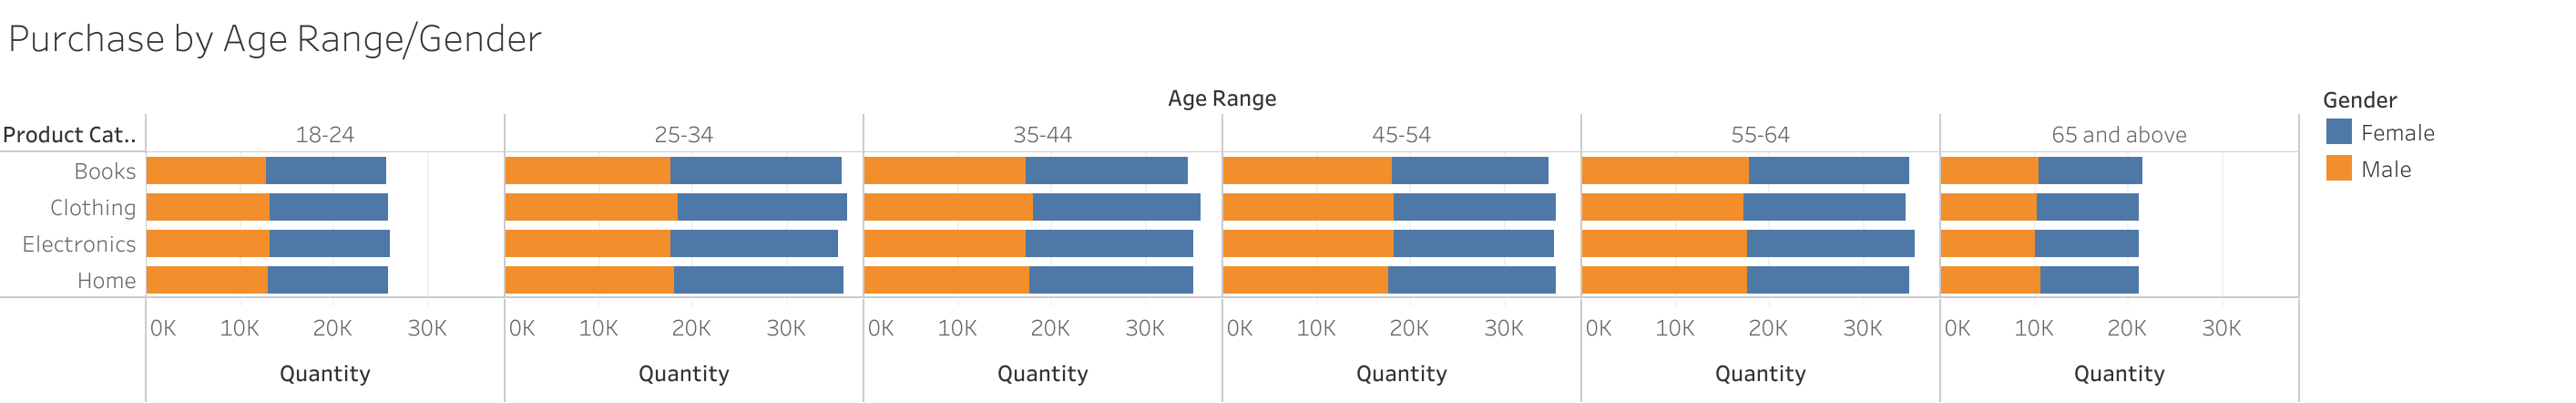 Purchase by Age Range/Gender
Age Range
Gender
Product Cat.. 18-24 25-34 35-44 45-54 55-64 65 and above
Female
Male
Books
Clothing
Electronics
Home
0K 10K 20K 30K 0K 10K 20K 30K 0K 10K 20K 30K 0K 10K 20K 30K 0K 10K 20K 30K 0K 10K 20K 30K
Quantity Quantity Quantity Quantity Quantity Quantity